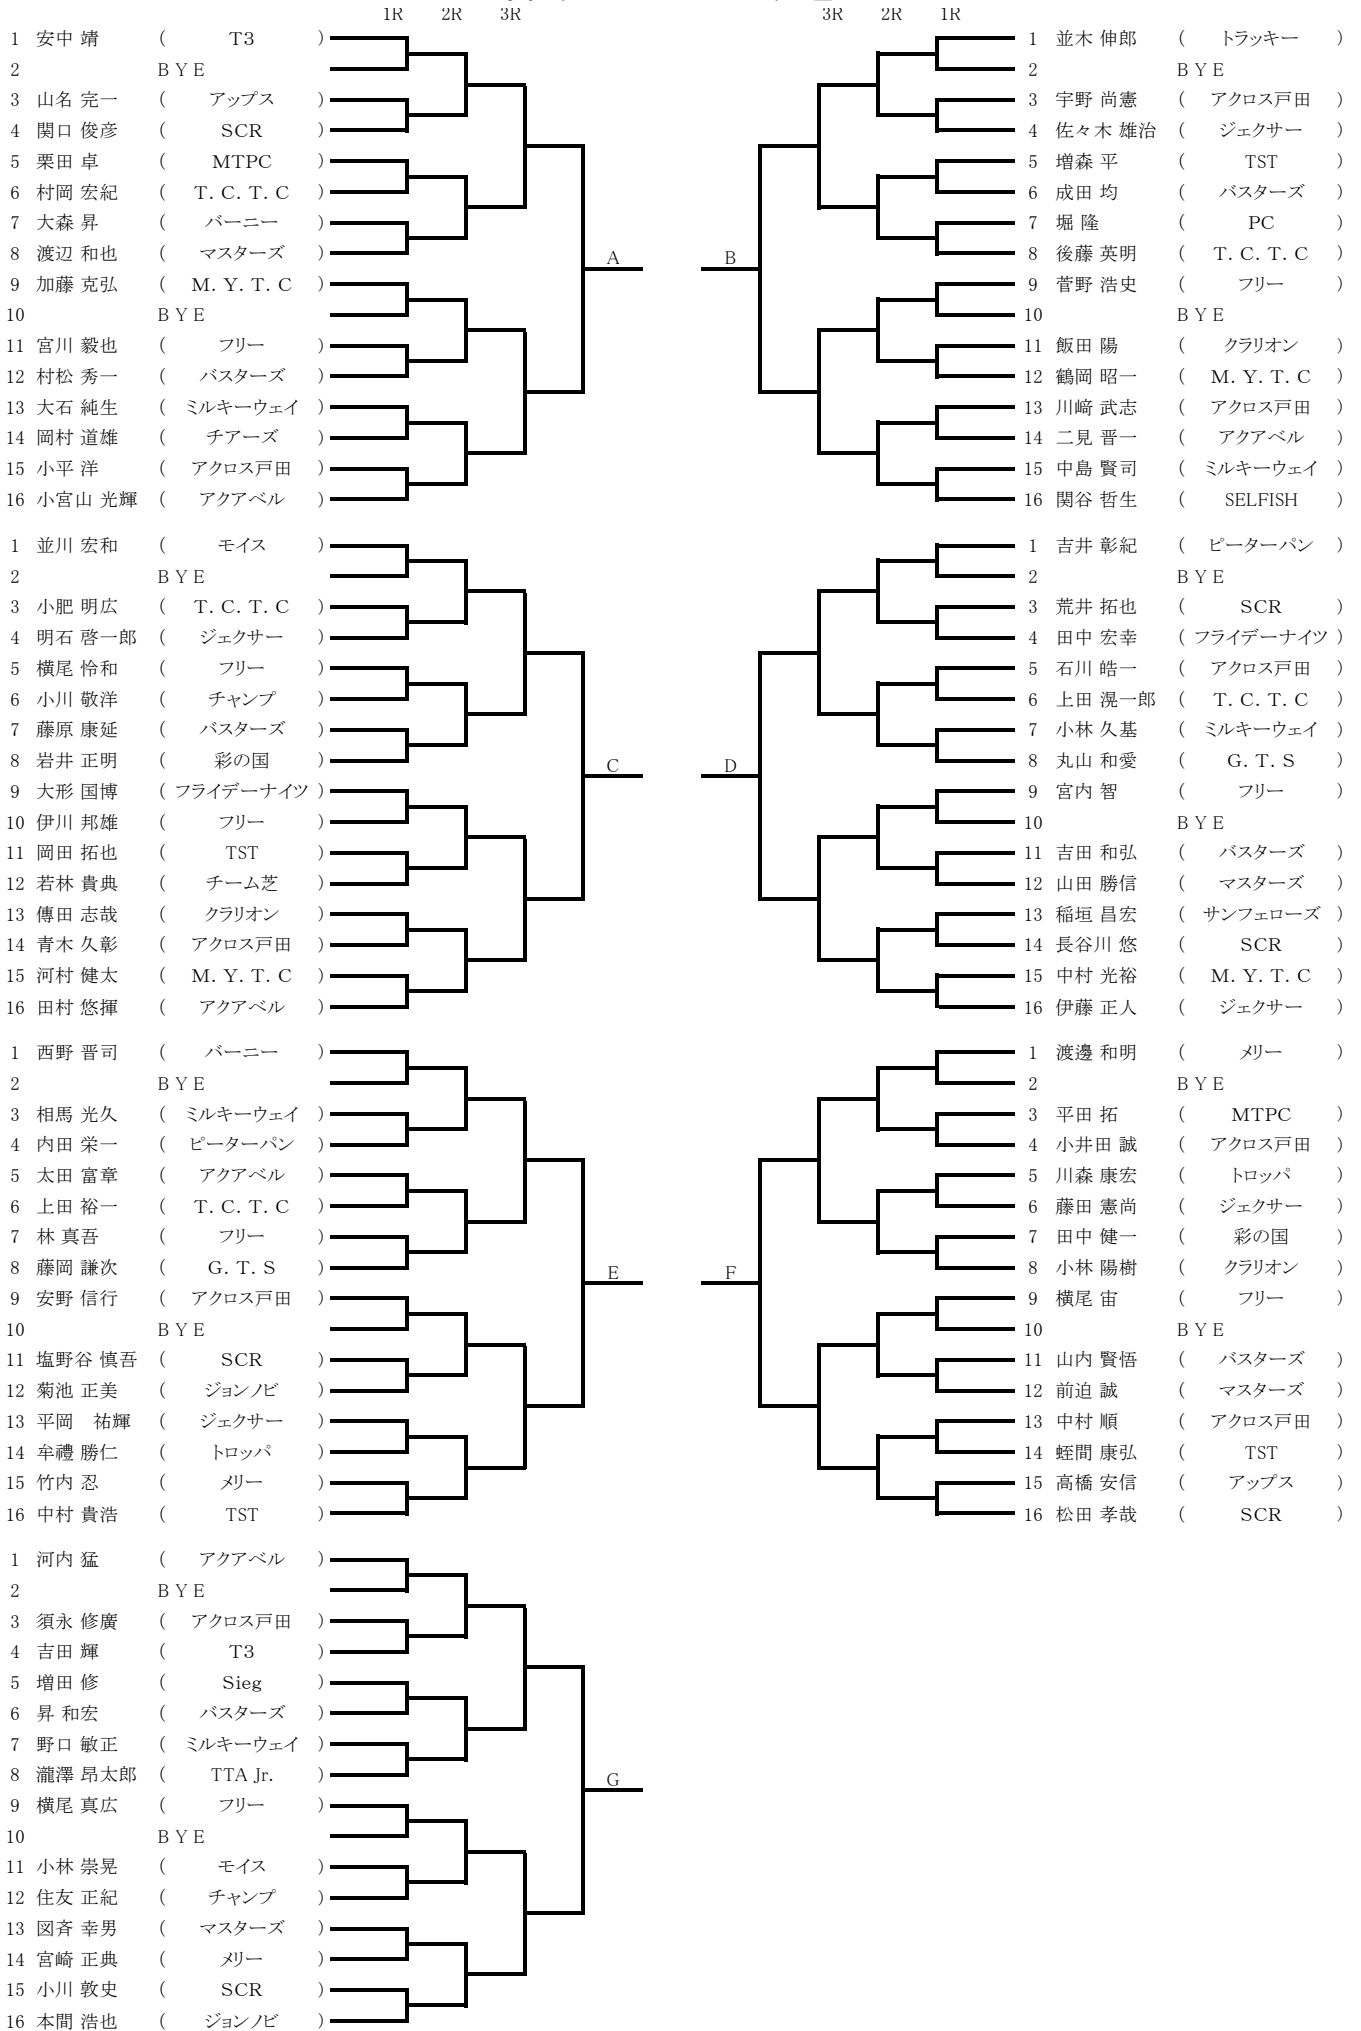 1R 2R 3R
1 安中 靖 ( T3 )
2 BYE
3 山名 完一 ( アップス )
4 関口 俊彦 ( SCR )
5 栗田 卓 ( MTPC )
6 村岡 宏紀 ( T. C. T. C )
7 大森 昇 ( バーニー )
8 渡辺 和也 ( マスターズ )
A
9 加藤 克弘 ( M. Y. T. C )
10 BYE
11 宮川 毅也 ( フリー )
12 村松 秀一 ( バスターズ )
13 大石 純生 ( ミルキーウェイ )
14 岡村 道雄 ( チアーズ )
15 小平 洋 ( アクロス戸田 )
16 小宮山 光輝 ( アクアベル )
3R 2R 1R
1 並木 伸郎 ( トラッキー )
2 BYE
3 宇野 尚憲 ( アクロス戸田 )
4 佐々木 雄治 ( ジェクサー )
5 増森 平 ( TST )
6 成田 均 ( バスターズ )
7 堀 隆 ( PC )
8 後藤 英明 ( T. C. T. C )
B
9 菅野 浩史 ( フリー )
10 BYE
11 飯田 陽 ( クラリオン )
12 鶴岡 昭一 ( M. Y. T. C )
13 川﨑 武志 ( アクロス戸田 )
14 二見 晋一 ( アクアベル )
15 中島 賢司 ( ミルキーウェイ )
16 関谷 哲生 ( SELFISH )
1 並川 宏和 ( モイス )
2 BYE
3 小肥 明広 ( T. C. T. C )
4 明石 啓一郎 ( ジェクサー )
5 横尾 怜和 ( フリー )
6 小川 敬洋 ( チャンプ )
7 藤原 康延 ( バスターズ )
8 岩井 正明 ( 彩の国 )
C
9 大形 国博 ( フライデーナイツ )
10 伊川 邦雄 ( フリー )
11 岡田 拓也 ( TST )
12 若林 貴典 ( チーム芝 )
13 傳田 志哉 ( クラリオン )
14 青木 久彰 ( アクロス戸田 )
15 河村 健太 ( M. Y. T. C )
16 田村 悠揮 ( アクアベル )
1 吉井 彰紀 ( ピーターパン )
2 BYE
3 荒井 拓也 ( SCR )
4 田中 宏幸 ( フライデーナイツ )
5 石川 皓一 ( アクロス戸田 )
6 上田 滉一郎 ( T. C. T. C )
7 小林 久基 ( ミルキーウェイ )
8 丸山 和愛 ( G. T. S )
D
9 宮内 智 ( フリー )
10 BYE
11 吉田 和弘 ( バスターズ )
12 山田 勝信 ( マスターズ )
13 稲垣 昌宏 ( サンフェローズ )
14 長谷川 悠 ( SCR )
15 中村 光裕 ( M. Y. T. C )
16 伊藤 正人 ( ジェクサー )
1 西野 晋司 ( バーニー )
2 BYE
3 相馬 光久 ( ミルキーウェイ )
4 内田 栄一 ( ピーターパン )
5 太田 富章 ( アクアベル )
6 上田 裕一 ( T. C. T. C )
7 林 真吾 ( フリー )
8 藤岡 謙次 ( G. T. S )
E
9 安野 信行 ( アクロス戸田 )
10 BYE
11 塩野谷 慎吾 ( SCR )
12 菊池 正美 ( ジョンノビ )
13 平岡　祐輝 ( ジェクサー )
14 牟禮 勝仁 ( トロッパ )
15 竹内 忍 ( メリー )
16 中村 貴浩 ( TST )
1 渡邊 和明 ( メリー )
2 BYE
3 平田 拓 ( MTPC )
4 小井田 誠 ( アクロス戸田 )
5 川森 康宏 ( トロッパ )
6 藤田 憲尚 ( ジェクサー )
7 田中 健一 ( 彩の国 )
8 小林 陽樹 ( クラリオン )
F
9 横尾 宙 ( フリー )
10 BYE
11 山内 賢悟 ( バスターズ )
12 前迫 誠 ( マスターズ )
13 中村 順 ( アクロス戸田 )
14 蛭間 康弘 ( TST )
15 高橋 安信 ( アップス )
16 松田 孝哉 ( SCR )
1 河内 猛 ( アクアベル )
2 BYE
3 須永 修廣 ( アクロス戸田 )
4 吉田 輝 ( T3 )
5 増田 修 ( Sieg )
6 昇 和宏 ( バスターズ )
7 野口 敏正 ( ミルキーウェイ )
8 瀧澤 昂太郎 ( TTA Jr. )
G
9 横尾 真広 ( フリー )
10 BYE
11 小林 崇晃 ( モイス )
12 住友 正紀 ( チャンプ )
13 図斉 幸男 ( マスターズ )
14 宮崎 正典 ( メリー )
15 小川 敦史 ( SCR )
16 本間 浩也 ( ジョンノビ )